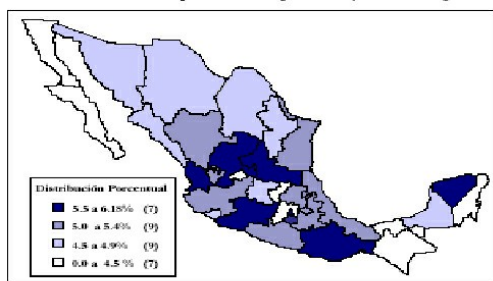 Distribución Porcentual
5.5 a 6.18% (7)
5.0 a 5.4% (9)
4.5 a 4.9% (9)
0.0 a 4.5 % (7)